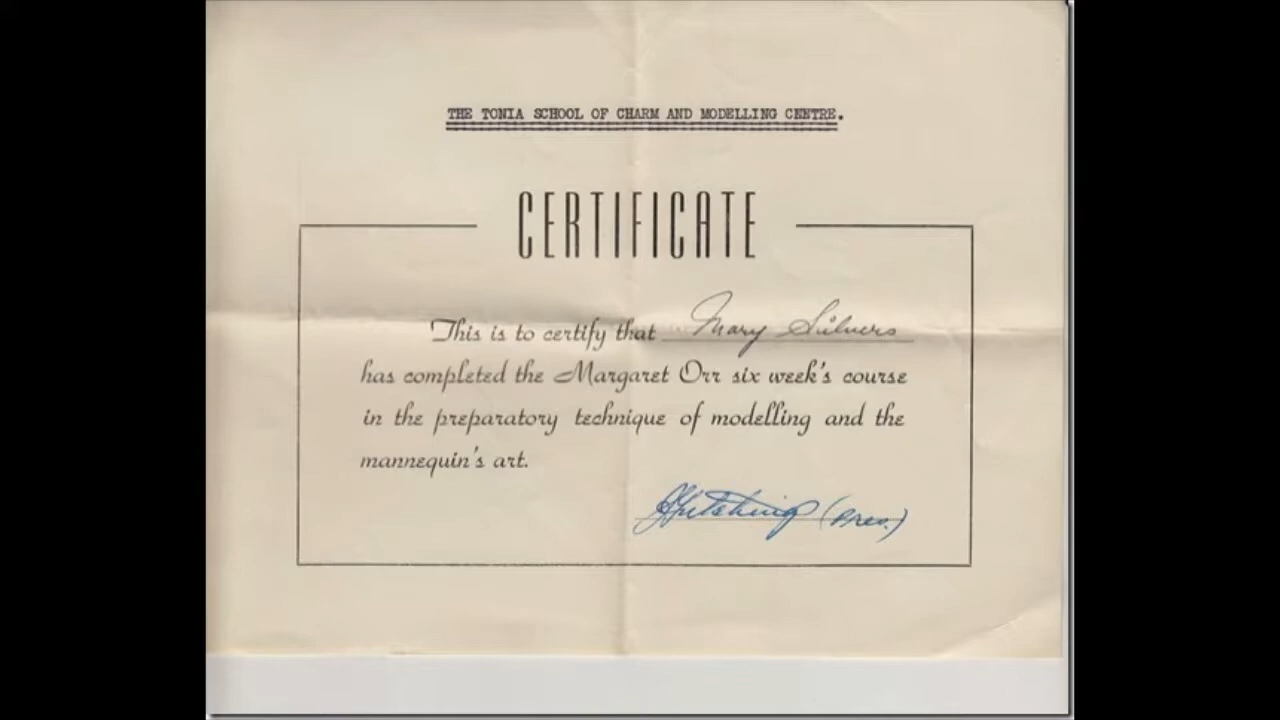 THE TONIA SCHOOL OF CHARM AND MODELLING CENTRE.
CERTIFICATE
This is to certify that Mary
has completed the Margaret Orr six week's course
in the preparatory technique of modelling and the
mannequin's art.
(Pres.)